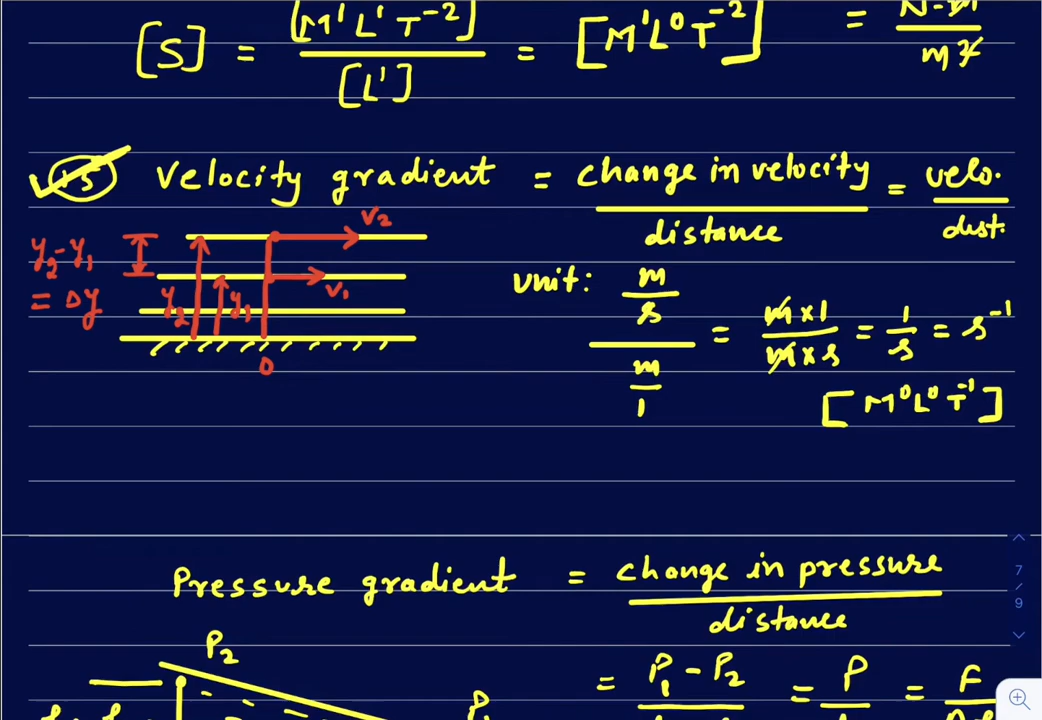 [S] = [M¹L¹T⁻²] / [L¹] = [M¹L⁰T⁻²] = N-m / m²
15 Velocity gradient = change in velocity / distance = velo. / dist.
V₂
y₂-y₁
= Δy
y₂ y₁ V₁
0
unit: m/s / m/1 = m×1 / m×s = 1/s = s⁻¹
[M⁰L⁰T⁻¹]
Pressure gradient = change in pressure / distance
P₂
P₁
= P₁-P₂ = P = F
7
/
9